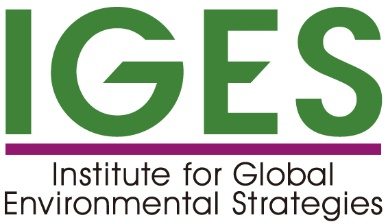 IGES
Institute for Global
Environmental Strategies